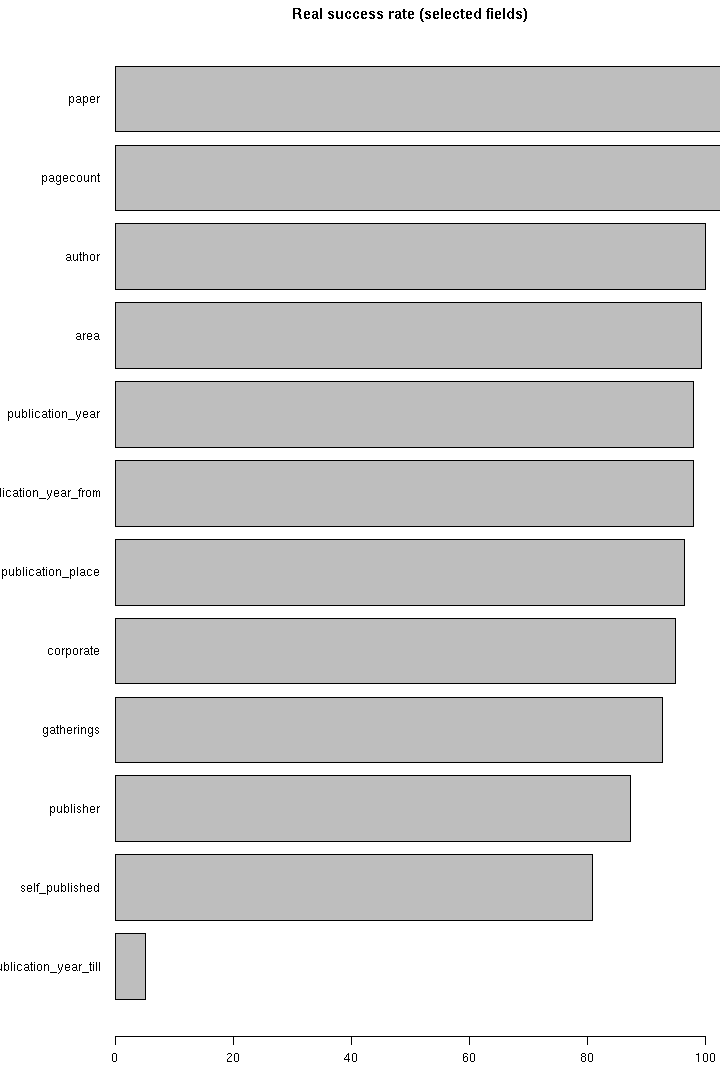 Real success rate (selected fields)
paper
pagecount
author
area
publication_year
lication_year_from
publication_place
corporate
gatherings
publisher
self_published
ublication_year_till
0 20 40 60 80 100